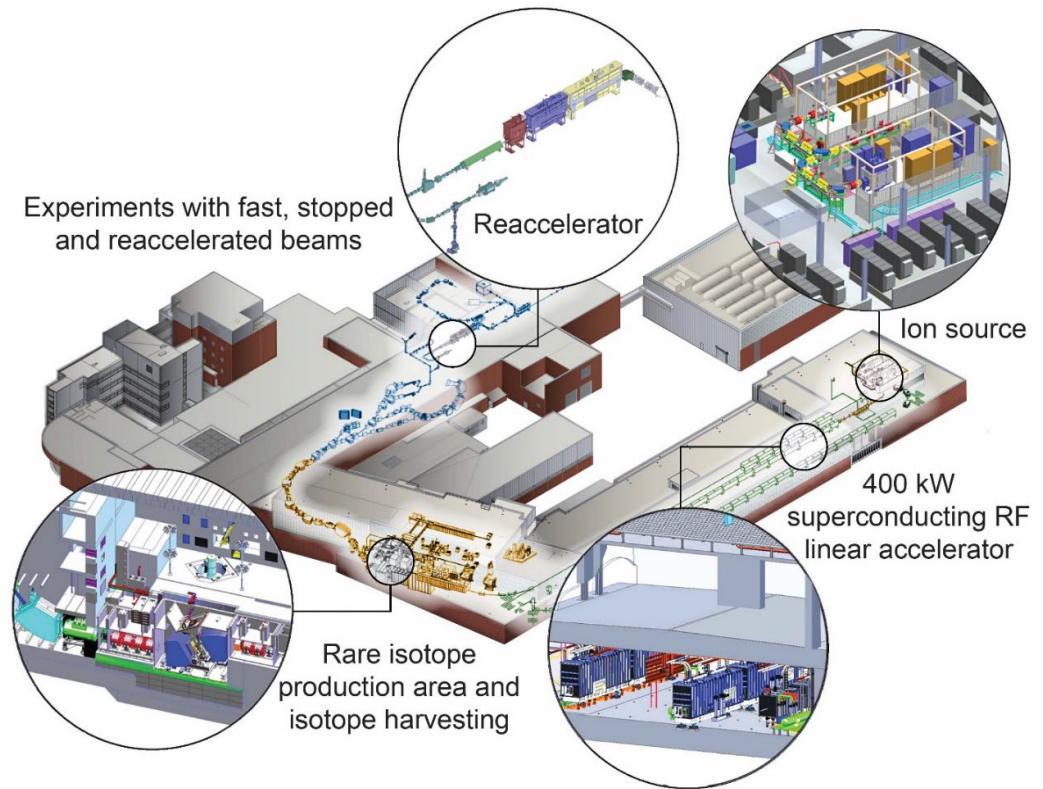 Experiments with fast, stopped
and reaccelerated beams
Reaccelerator
Ion source
400 kW
superconducting RF
linear accelerator
Rare isotope
production area and
isotope harvesting